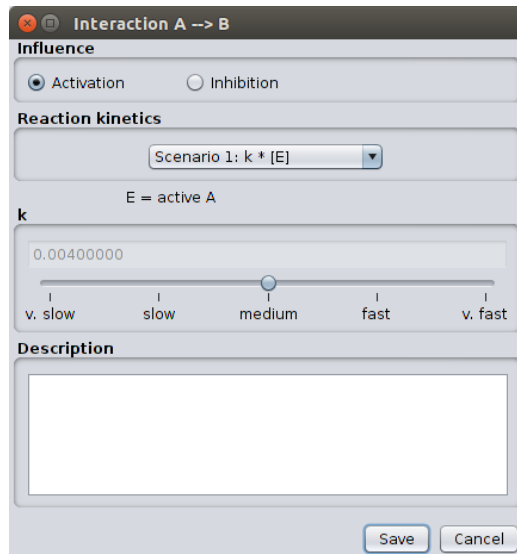 Interaction A --> B
Influence
Activation Inhibition
Reaction kinetics
Scenario 1: k * [E]
E = active A
k
0.00400000
v. slow slow medium fast v. fast
Description
Save Cancel